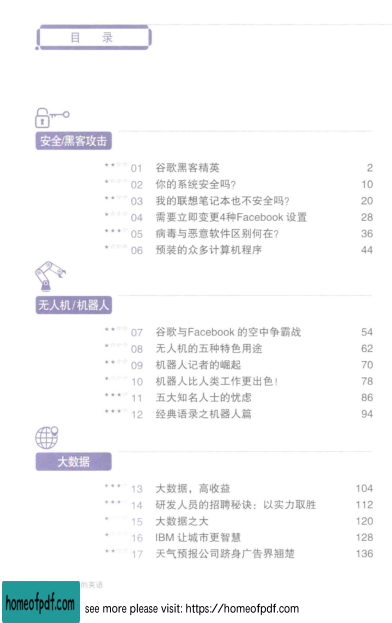 目 录
安全/黑客攻击
★★☆☆ 01 谷歌黑客精英 2
★☆☆☆ 02 你的系统安全吗? 10
★★☆☆ 03 我的联想笔记本也不安全吗? 20
★☆☆☆ 04 需要立即变更4种Facebook 设置 28
★★★☆ 05 病毒与恶意软件区别何在? 36
★☆☆☆ 06 预装的众多计算机程序 44
无人机/机器人
★★☆☆ 07 谷歌与Facebook 的空中争霸战 54
★☆☆☆ 08 无人机的五种特色用途 62
★★☆☆ 09 机器人记者的崛起 70
★☆☆☆ 10 机器人比人类工作更出色! 78
★★★☆ 11 五大知名人士的忧虑 86
★★★☆ 12 经典语录之机器人篇 94
大数据
★★★☆ 13 大数据，高收益 104
★★★☆ 14 研发人员的招聘秘诀：以实力取胜 112
★☆☆☆ 15 大数据之大 120
★☆☆☆ 16 IBM 让城市更智慧 128
★★☆☆ 17 天气预报公司跻身广告界翘楚 136
的英语
homeofpdf.com see more please visit: https://homeofpdf.com